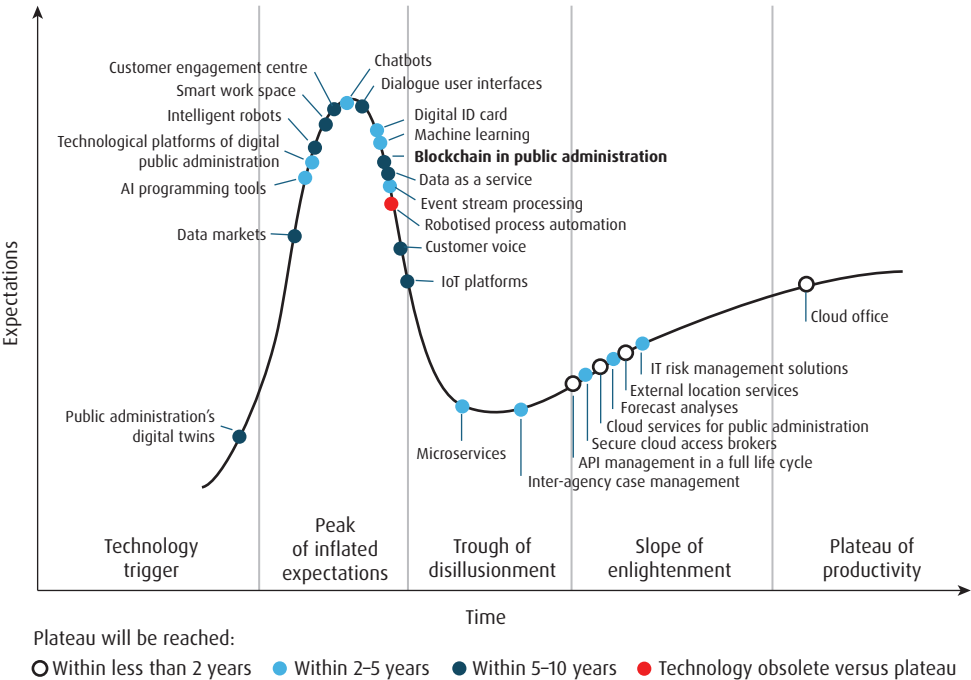 Expectations
Customer engagement centre
Smart work space
Intelligent robots
Technological platforms of digital
public administration
AI programming tools
Data markets
Public administration's
digital twins
Chatbots
Dialogue user interfaces
Digital ID card
Machine learning
Blockchain in public administration
Data as a service
Event stream processing
Robotised process automation
Customer voice
IoT platforms
Microservices
Inter-agency case management
API management in a full life cycle
Secure cloud access brokers
Cloud services for public administration
Forecast analyses
External location services
IT risk management solutions
Cloud office
Technology
trigger
Peak
of inflated
expectations
Trough of
disillusionment
Slope of
enlightenment
Plateau of
productivity
Time
Plateau will be reached:
Within less than 2 years
Within 2–5 years
Within 5–10 years
Technology obsolete versus plateau